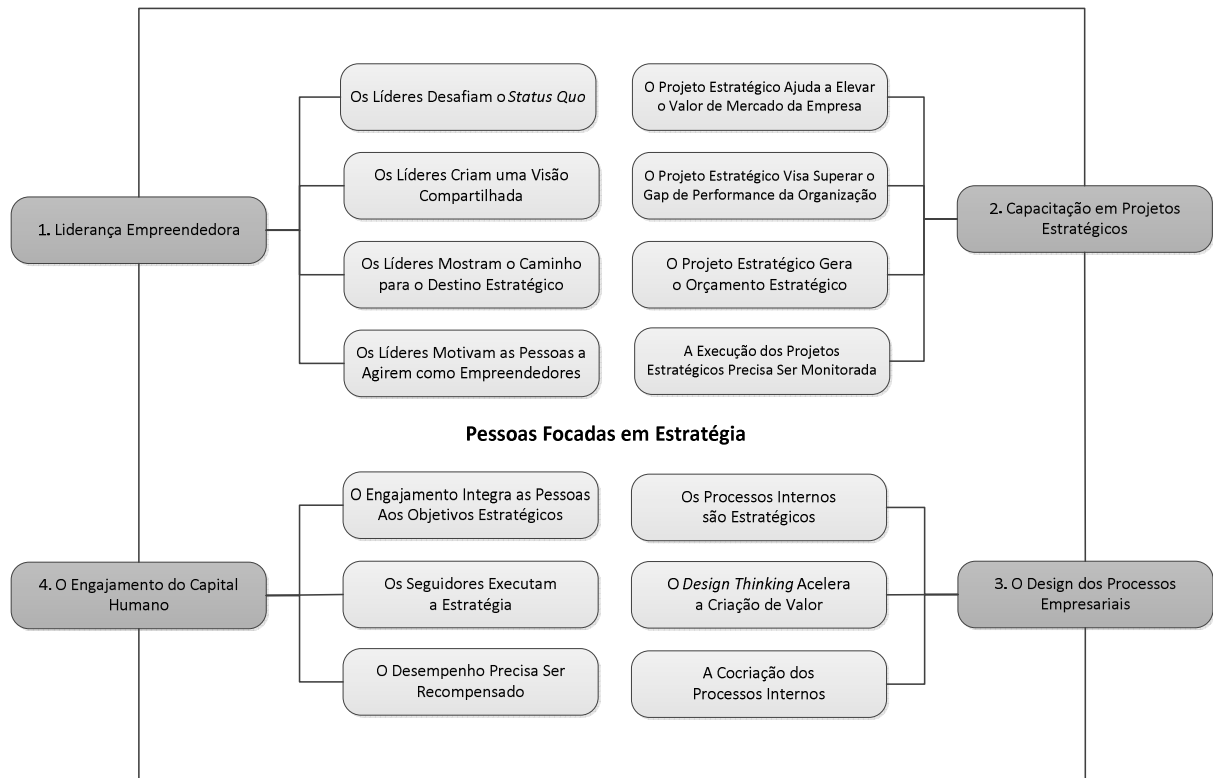 Os Líderes Desafiam o Status Quo
Os Líderes Criam uma Visão
Compartilhada
1. Liderança Empreendedora
Os Líderes Mostram o Caminho
para o Destino Estratégico
Os Líderes Motivam as Pessoas a
Agirem como Empreendedores
O Projeto Estratégico Ajuda a Elevar
o Valor de Mercado da Empresa
O Projeto Estratégico Visa Superar o
Gap de Performance da Organização
2. Capacitação em Projetos
Estratégicos
O Projeto Estratégico Gera
o Orçamento Estratégico
A Execução dos Projetos
Estratégicos Precisa Ser Monitorada
Pessoas Focadas em Estratégia
O Engajamento Integra as Pessoas
Aos Objetivos Estratégicos
4. O Engajamento do Capital
Humano
Os Seguidores Executam
a Estratégia
O Desempenho Precisa Ser
Recompensado
Os Processos Internos
são Estratégicos
O Design Thinking Acelera
a Criação de Valor
3. O Design dos Processos
Empresariais
A Cocriação dos
Processos Internos